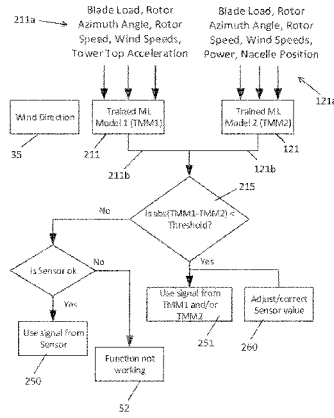 211a
Blade Load, Rotor
Azimuth Angle, Rotor
Speed, Wind Speeds,
Tower Top Acceleration
Blade Load, Rotor
Azimuth Angle, Rotor
Speed, Wind Speeds,
Power, Nacelle Position
121a
Wind Direction
35
Trained ML
Model 1 (TMM1)
211
Trained ML
Model 2 (TMM2)
121
211b
121b
215
Is abs(TMM1-TMM2) <
Threshold?
No
Yes
is Sensor ok
No
Yes
Use signal from
Sensor
250
Function not
working
52
Use signal from
TMM1 and/or
TMM2
251
Adjust/correct
Sensor value
260